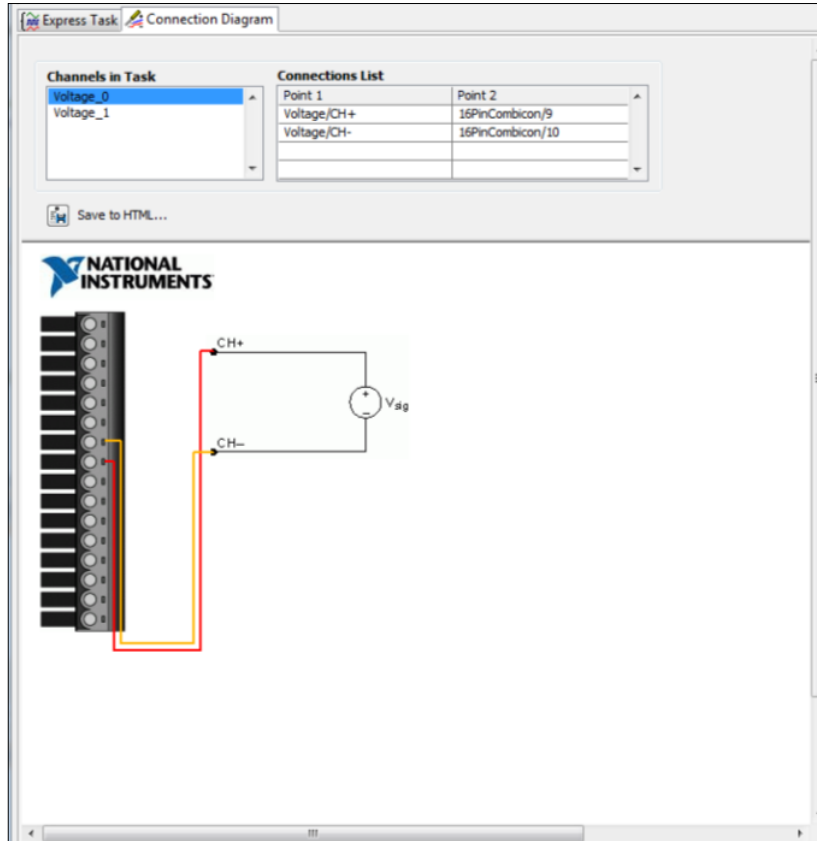 Express Task Connection Diagram
Channels in Task
Voltage_0
Voltage_1
Connections List
Point 1 Point 2
Voltage/CH+ 16PinCombicon/9
Voltage/CH- 16PinCombicon/10
Save to HTML...
NATIONAL
INSTRUMENTS
CH+
+
Vsig
−
CH−